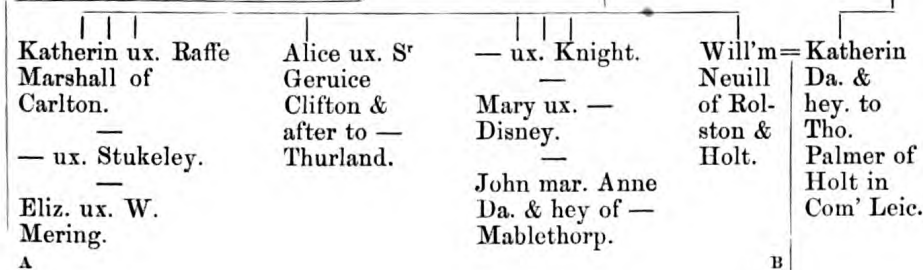 Katherin ux. Raffe
Marshall of
Carlton.
—
— ux. Stukeley.
—
Eliz. ux. W.
Mering.
A
Alice ux. Sʳ
Geruice
Clifton &
after to —
Thurland.
— ux. Knight.
—
Mary ux. —
Disney.
—
John mar. Anne
Da. & hey of —
Mablethorp.
Will'm=
Neuill
of Rol-
ston &
Holt.
B
Katherin
Da. &
hey. to
Tho.
Palmer of
Holt in
Com' Leic.